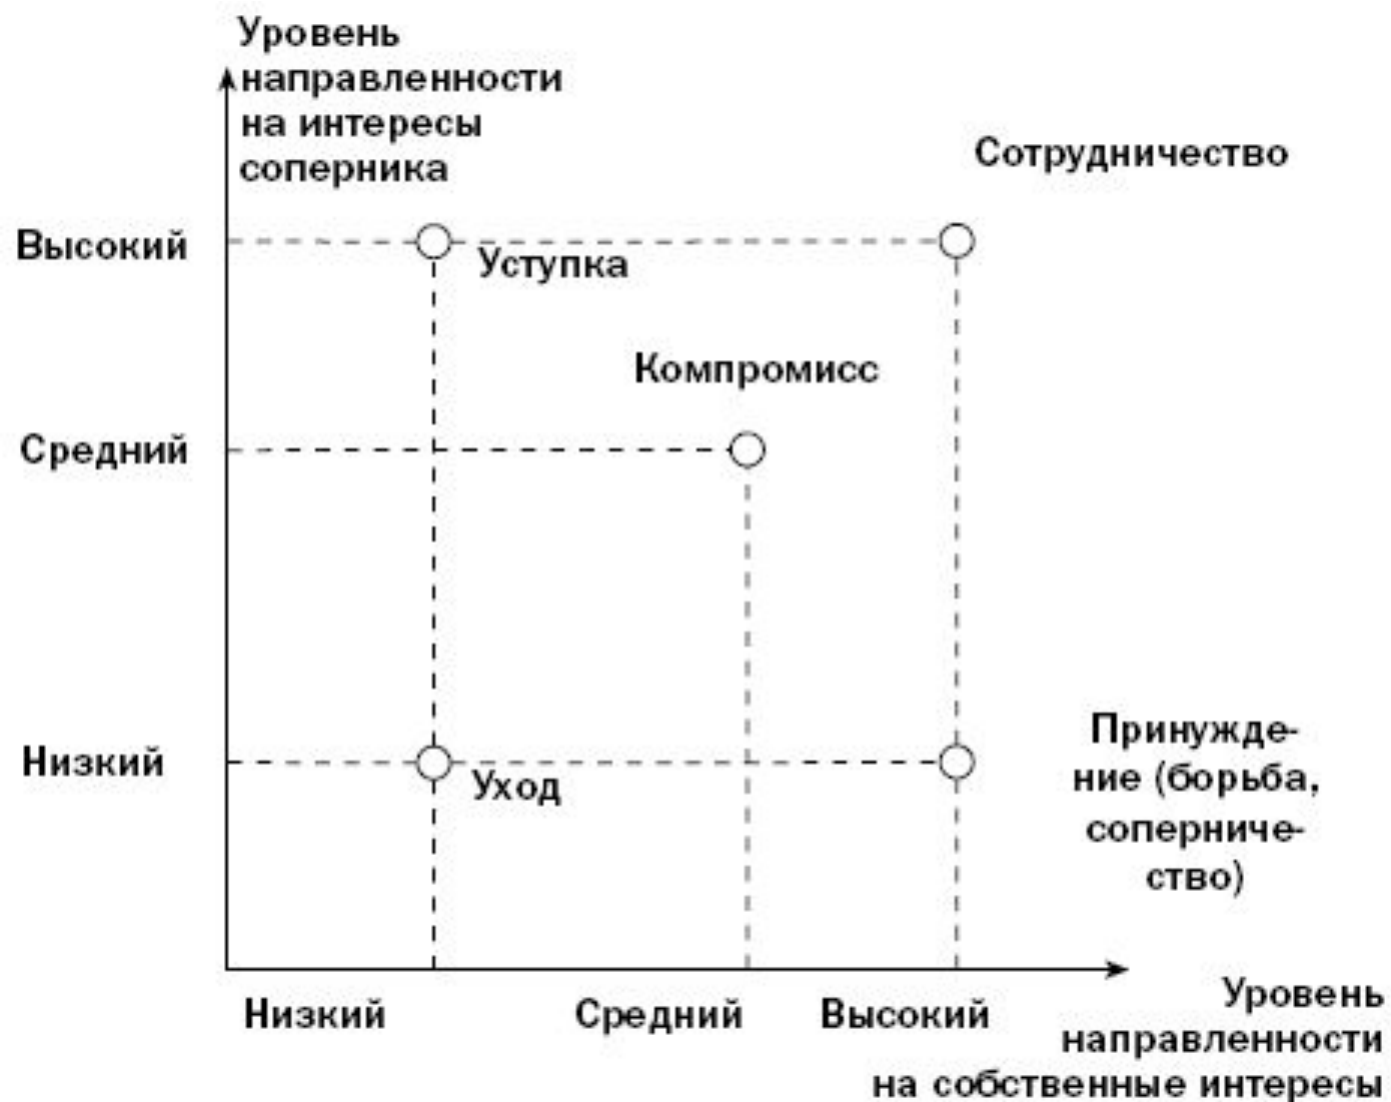 Уровень
направленности
на интересы
соперника
Сотрудничество
Высокий
Уступка
Компромисс
Средний
Принужде-
ние (борьба,
соперниче-
ство)
Низкий
Уход
Низкий
Средний
Высокий
Уровень
направленности
на собственные интересы